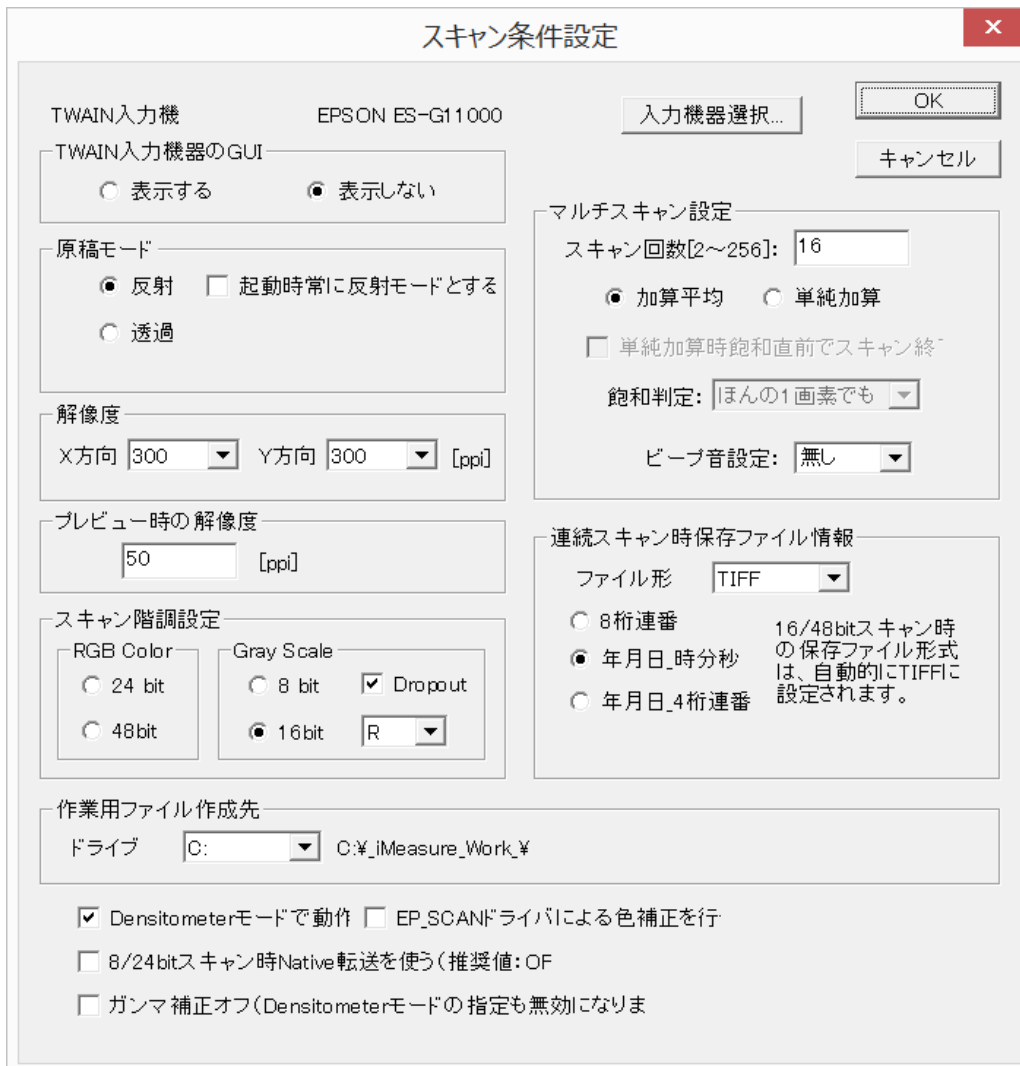 スキャン条件設定
TWAIN入力機 EPSON ES-G11000 入力機器選択... OK
キャンセル
TWAIN入力機器のGUI
表示する 表示しない
原稿モード
反射 起動時常に反射モードとする
透過
解像度
X方向 300 Y方向 300 [ppi]
プレビュー時の解像度
50 [ppi]
スキャン階調設定
RGB Color
24 bit
48bit
Gray Scale
8 bit Dropout
16bit R
マルチスキャン設定
スキャン回数[2～256]: 16
加算平均 単純加算
単純加算時飽和直前でスキャン終
飽和判定: ほんの1画素でも
ビープ音設定: 無し
連続スキャン時保存ファイル情報
ファイル形 TIFF
8桁連番
年月日_時分秒
年月日_4桁連番
16/48bitスキャン時
の保存ファイル形式
は、自動的にTIFFに
設定されます。
作業用ファイル作成先
ドライブ C: C:¥_iMeasure_Work_¥
Densitometerモードで動作 EP_SCANドライバによる色補正を行
8/24bitスキャン時Native転送を使う(推奨値: OF
ガンマ補正オフ(Densitometerモードの指定も無効になりま